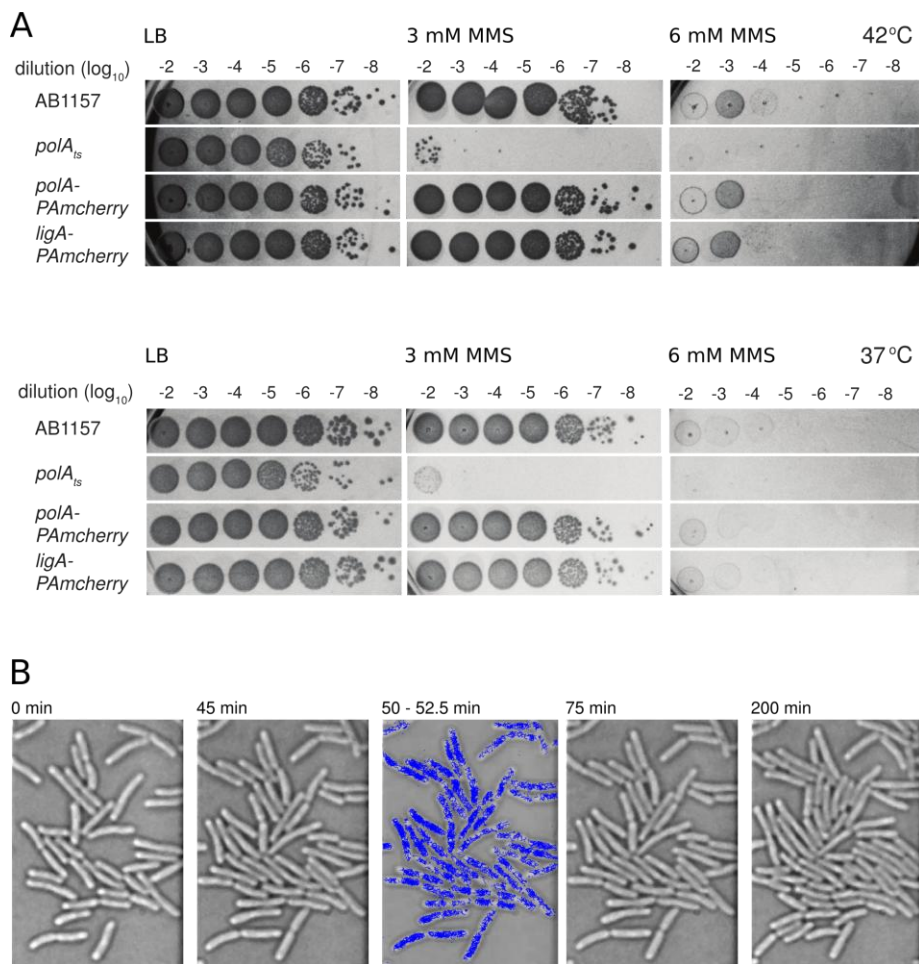 A
LB 3 mM MMS 6 mM MMS 42°C
dilution (log10) -2 -3 -4 -5 -6 -7 -8 -2 -3 -4 -5 -6 -7 -8 -2 -3 -4 -5 -6 -7 -8
AB1157
polAts
polA-
PAmcherry
ligA-
PAmcherry
LB 3 mM MMS 6 mM MMS 37°C
dilution (log10) -2 -3 -4 -5 -6 -7 -8 -2 -3 -4 -5 -6 -7 -8 -2 -3 -4 -5 -6 -7 -8
AB1157
polAts
polA-
PAmcherry
ligA-
PAmcherry
B
0 min 45 min 50 - 52.5 min 75 min 200 min